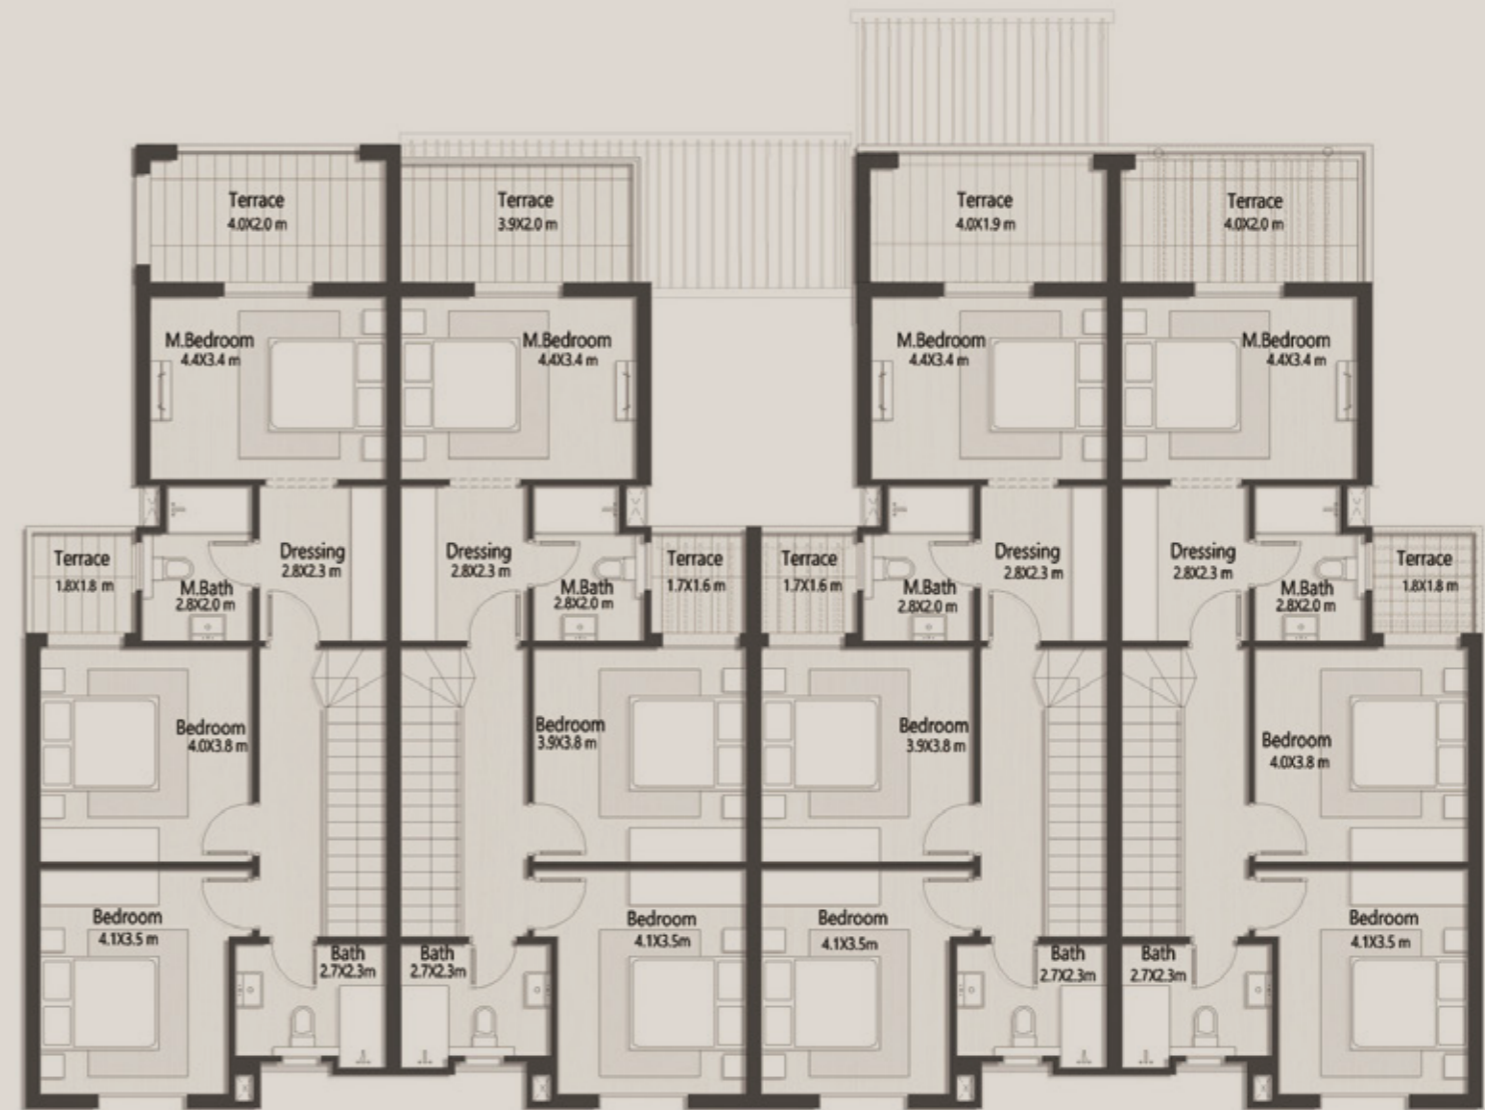 Terrace
4.0X2.0 m
Terrace
3.9X2.0 m
Terrace
4.0X1.9 m
Terrace
4.0X2.0 m
M.Bedroom
4.4X3.4 m
M.Bedroom
4.4X3.4 m
M.Bedroom
4.4X3.4 m
M.Bedroom
4.4X3.4 m
Terrace
1.8X1.8 m
M.Bath
2.8X2.0 m
Dressing
2.8X2.3 m
Dressing
2.8X2.3 m
M.Bath
2.8X2.0 m
Terrace
1.7X1.6 m
Terrace
1.7X1.6 m
M.Bath
2.8X2.0 m
Dressing
2.8X2.3 m
Dressing
2.8X2.3 m
M.Bath
2.8X2.0 m
Terrace
1.8X1.8 m
Bedroom
4.0X3.8 m
Bedroom
3.9X3.8 m
Bedroom
3.9X3.8 m
Bedroom
4.0X3.8 m
Bedroom
4.1X3.5 m
Bath
2.7X2.3m
Bath
2.7X2.3m
Bedroom
4.1X3.5m
Bedroom
4.1X3.5m
Bath
2.7X2.3m
Bath
2.7X2.3m
Bedroom
4.1X3.5 m